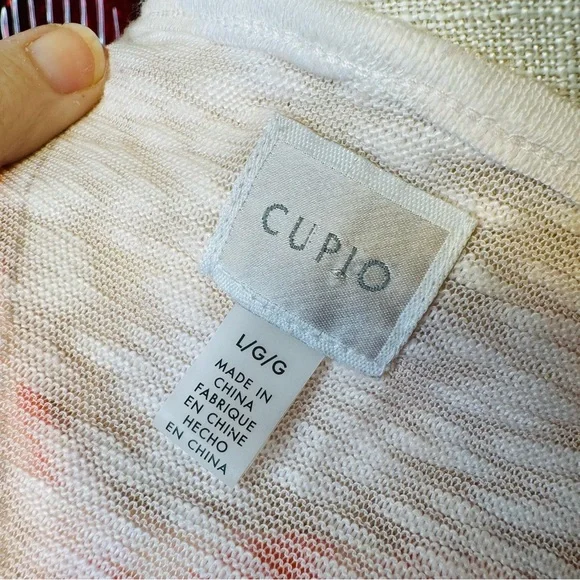 CUPIO
L/G/G
MADE IN
CHINA
FABRIQUE
EN CHINE
HECHO
EN CHINA